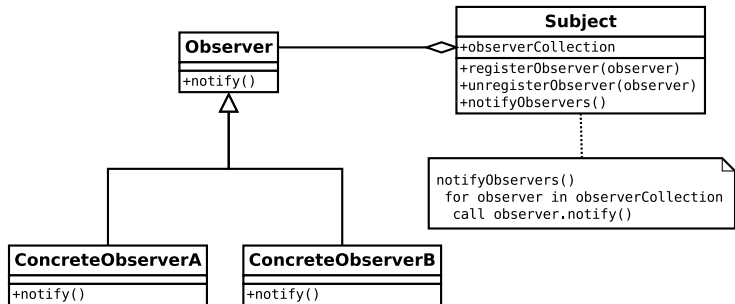 Observer
+notify()
Subject
+observerCollection
+registerObserver(observer)
+unregisterObserver(observer)
+notifyObservers()
notifyObservers()
for observer in observerCollection
call observer.notify()
ConcreteObserverA
+notify()
ConcreteObserverB
+notify()